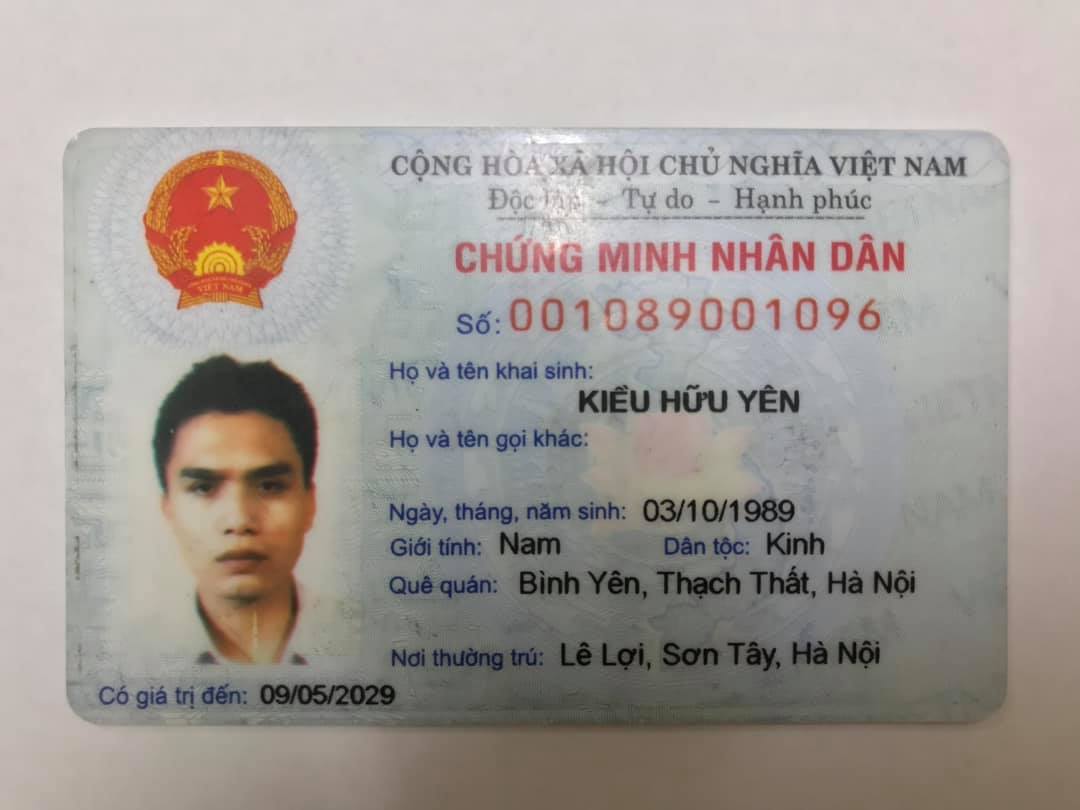 CỘNG HÒA XÃ HỘI CHỦ NGHĨA VIỆT NAM
Độc lập - Tự do - Hạnh phúc
CHỨNG MINH NHÂN DÂN
Số: 001089001096
Họ và tên khai sinh:
KIỀU HỮU YÊN
Họ và tên gọi khác:
Ngày, tháng, năm sinh: 03/10/1989
Giới tính: Nam Dân tộc: Kinh
Quê quán: Bình Yên, Thạch Thất, Hà Nội
Nơi thường trú: Lê Lợi, Sơn Tây, Hà Nội
Có giá trị đến: 09/05/2029
VIỆT NAM